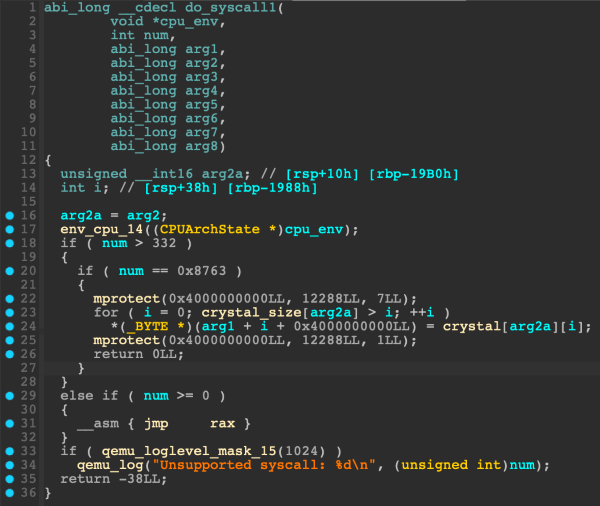 1 abi_long __cdecl do_syscall1(
2 void *cpu_env,
3 int num,
4 abi_long arg1,
5 abi_long arg2,
6 abi_long arg3,
7 abi_long arg4,
8 abi_long arg5,
9 abi_long arg6,
10 abi_long arg7,
11 abi_long arg8)
12 {
13 unsigned __int16 arg2a; // [rsp+10h] [rbp-19B0h]
14 int i; // [rsp+38h] [rbp-1988h]
15
16 arg2a = arg2;
17 env_cpu_14((CPUArchState *)cpu_env);
18 if ( num > 332 )
19 {
20 if ( num == 0x8763 )
21 {
22 mprotect(0x4000000000LL, 12288LL, 7LL);
23 for ( i = 0; crystal_size[arg2a] > i; ++i )
24 *(_BYTE *)(arg1 + i + 0x4000000000LL) = crystal[arg2a][i];
25 mprotect(0x4000000000LL, 12288LL, 1LL);
26 return 0LL;
27 }
28 }
29 else if ( num >= 0 )
30 {
31 __asm { jmp rax }
32 }
33 if ( qemu_loglevel_mask_15(1024) )
34 qemu_log("Unsupported syscall: %d\n", (unsigned int)num);
35 return -38LL;
36 }